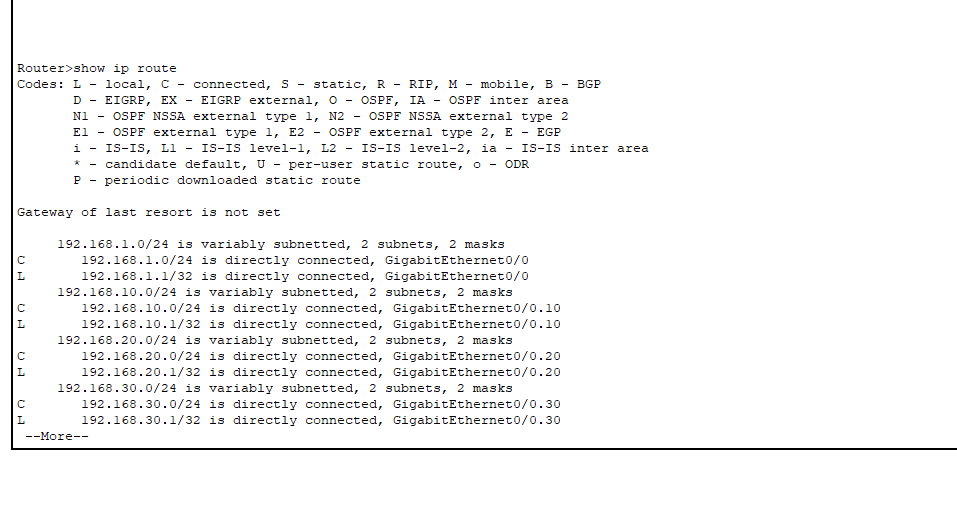 Router>show ip route
Codes: L - local, C - connected, S - static, R - RIP, M - mobile, B - BGP
       D - EIGRP, EX - EIGRP external, O - OSPF, IA - OSPF inter area
       N1 - OSPF NSSA external type 1, N2 - OSPF NSSA external type 2
       E1 - OSPF external type 1, E2 - OSPF external type 2, E - EGP
       i - IS-IS, L1 - IS-IS level-1, L2 - IS-IS level-2, ia - IS-IS inter area
       * - candidate default, U - per-user static route, o - ODR
       P - periodic downloaded static route

Gateway of last resort is not set

     192.168.1.0/24 is variably subnetted, 2 subnets, 2 masks
C       192.168.1.0/24 is directly connected, GigabitEthernet0/0
L       192.168.1.1/32 is directly connected, GigabitEthernet0/0
     192.168.10.0/24 is variably subnetted, 2 subnets, 2 masks
C       192.168.10.0/24 is directly connected, GigabitEthernet0/0.10
L       192.168.10.1/32 is directly connected, GigabitEthernet0/0.10
     192.168.20.0/24 is variably subnetted, 2 subnets, 2 masks
C       192.168.20.0/24 is directly connected, GigabitEthernet0/0.20
L       192.168.20.1/32 is directly connected, GigabitEthernet0/0.20
     192.168.30.0/24 is variably subnetted, 2 subnets, 2 masks
C       192.168.30.0/24 is directly connected, GigabitEthernet0/0.30
L       192.168.30.1/32 is directly connected, GigabitEthernet0/0.30
 --More--